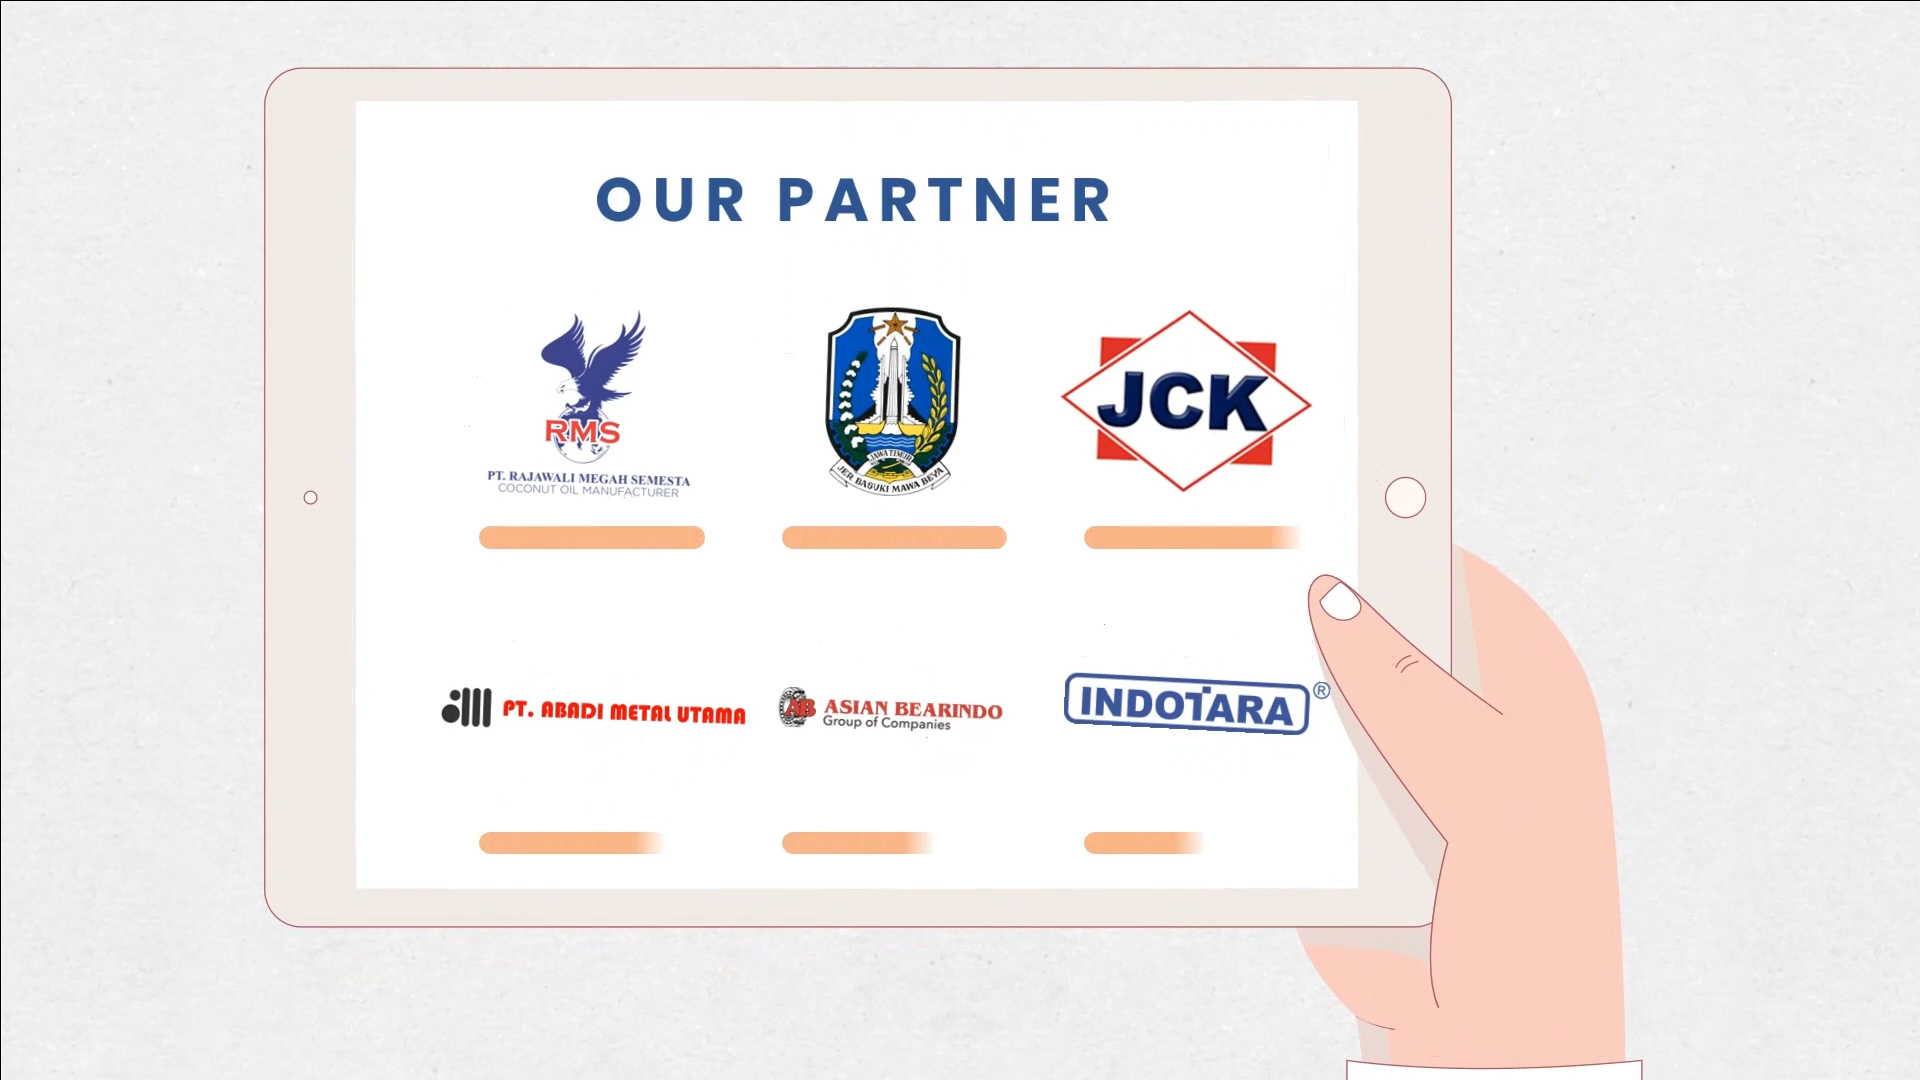 OUR PARTNER
RMS
PT. RAJAWALI MEGAH SEMESTA
COCONUT OIL MANUFACTURER
JAWA TIMUR
JER BASUKI MAWA BEYA
JCK
PT. ABADI METAL UTAMA
AB ASIAN BEARINDO
Group of Companies
INDOTARA ®